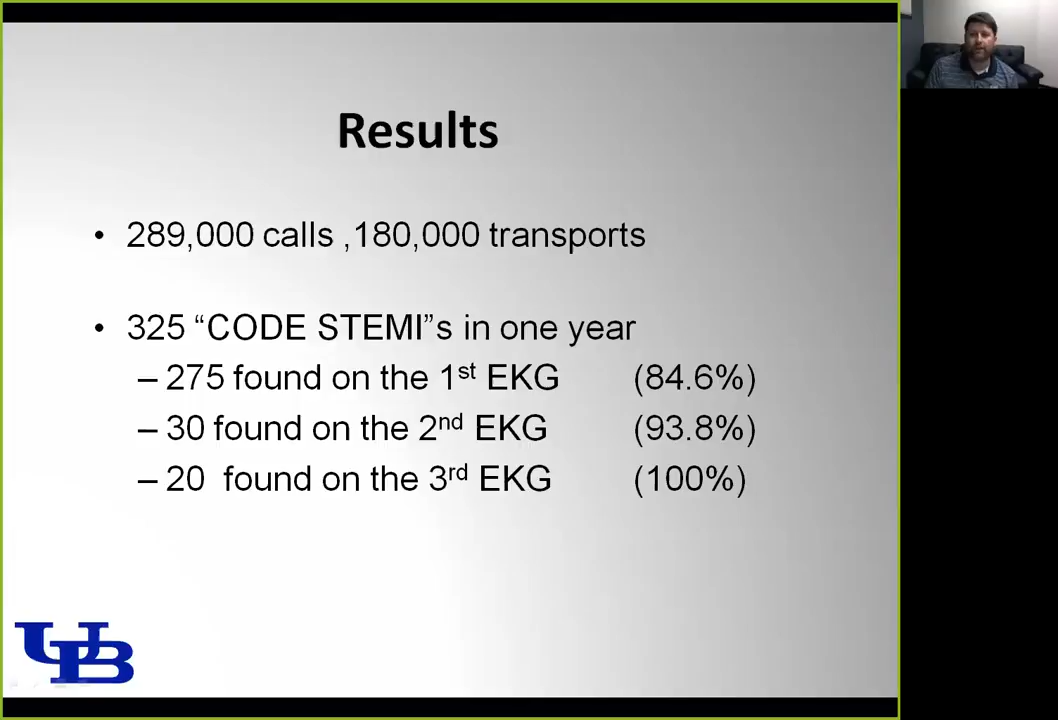 Results
• 289,000 calls ,180,000 transports
• 325 “CODE STEMI”s in one year
– 275 found on the 1st EKG (84.6%)
– 30 found on the 2nd EKG (93.8%)
– 20 found on the 3rd EKG (100%)
UB